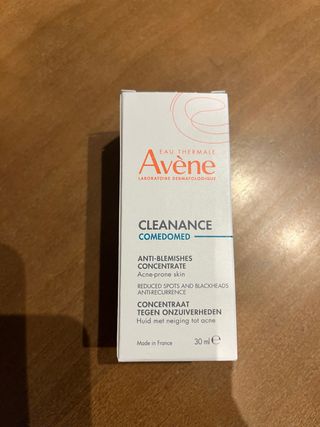 EAU THERMALE
Avène
LABORATOIRE DERMATOLOGIQUE
CLEANANCE
COMEDOMED
ANTI-BLEMISHES
CONCENTRATE
Acne-prone skin
REDUCED SPOTS AND BLACKHEADS
ANTI-RECURRENCE
CONCENTRAAT
TEGEN ONZUIVERHEDEN
Huid met neiging tot acne
Made in France
30 ml ℮